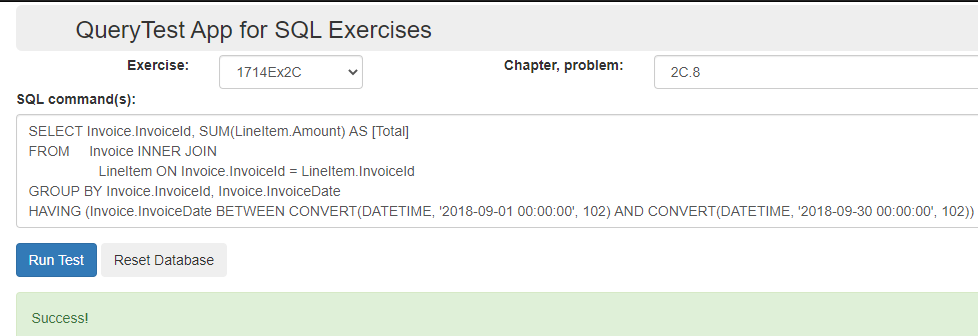 QueryTest App for SQL Exercises
Exercise: 1714Ex2C Chapter, problem: 2C.8
SQL command(s):
SELECT Invoice.InvoiceId, SUM(LineItem.Amount) AS [Total]
FROM Invoice INNER JOIN
LineItem ON Invoice.InvoiceId = LineItem.InvoiceId
GROUP BY Invoice.InvoiceId, Invoice.InvoiceDate
HAVING (Invoice.InvoiceDate BETWEEN CONVERT(DATETIME, '2018-09-01 00:00:00', 102) AND CONVERT(DATETIME, '2018-09-30 00:00:00', 102))
Run Test Reset Database
Success!